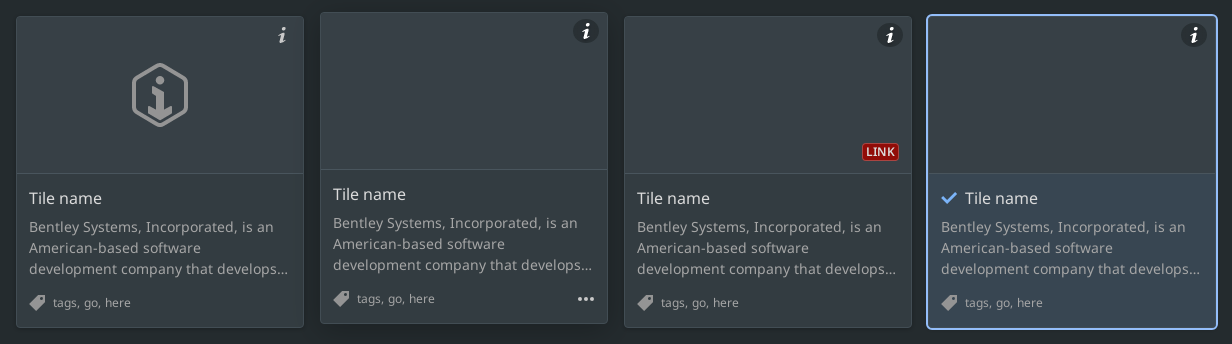 Tile name
Bentley Systems, Incorporated, is an
American-based software
development company that develops...
tags, go, here
Tile name
Bentley Systems, Incorporated, is an
American-based software
development company that develops...
tags, go, here
LINK
Tile name
Bentley Systems, Incorporated, is an
American-based software
development company that develops...
tags, go, here
Tile name
Bentley Systems, Incorporated, is an
American-based software
development company that develops...
tags, go, here